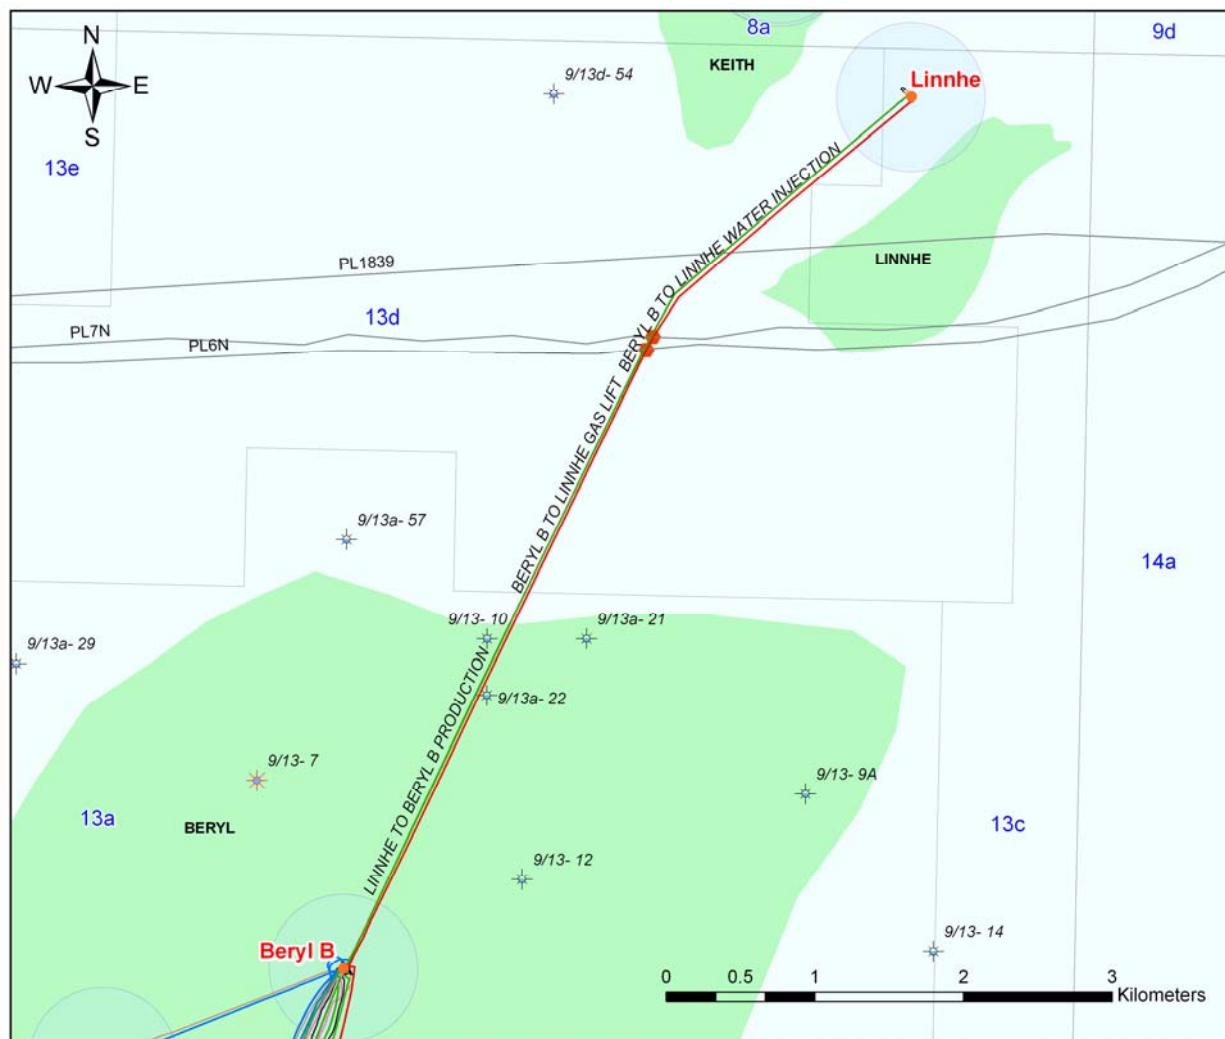 8a
9d
N
KEITH
Linnhe
9/13d- 54
W
E
S
13e
BERYL B TO LINNHE WATER INJECTION
LINNHE
PL1839
13d
PL7N
PL6N
BERYL B TO LINNHE GAS LIFT
9/13a- 57
14a
9/13- 10
9/13a- 21
9/13a- 29
LINNHE TO BERYL B PRODUCTION
9/13a- 22
9/13- 7
9/13- 9A
13a
BERYL
13c
9/13- 12
9/13- 14
Beryl B
0 0.5 1 2 3
Kilometers